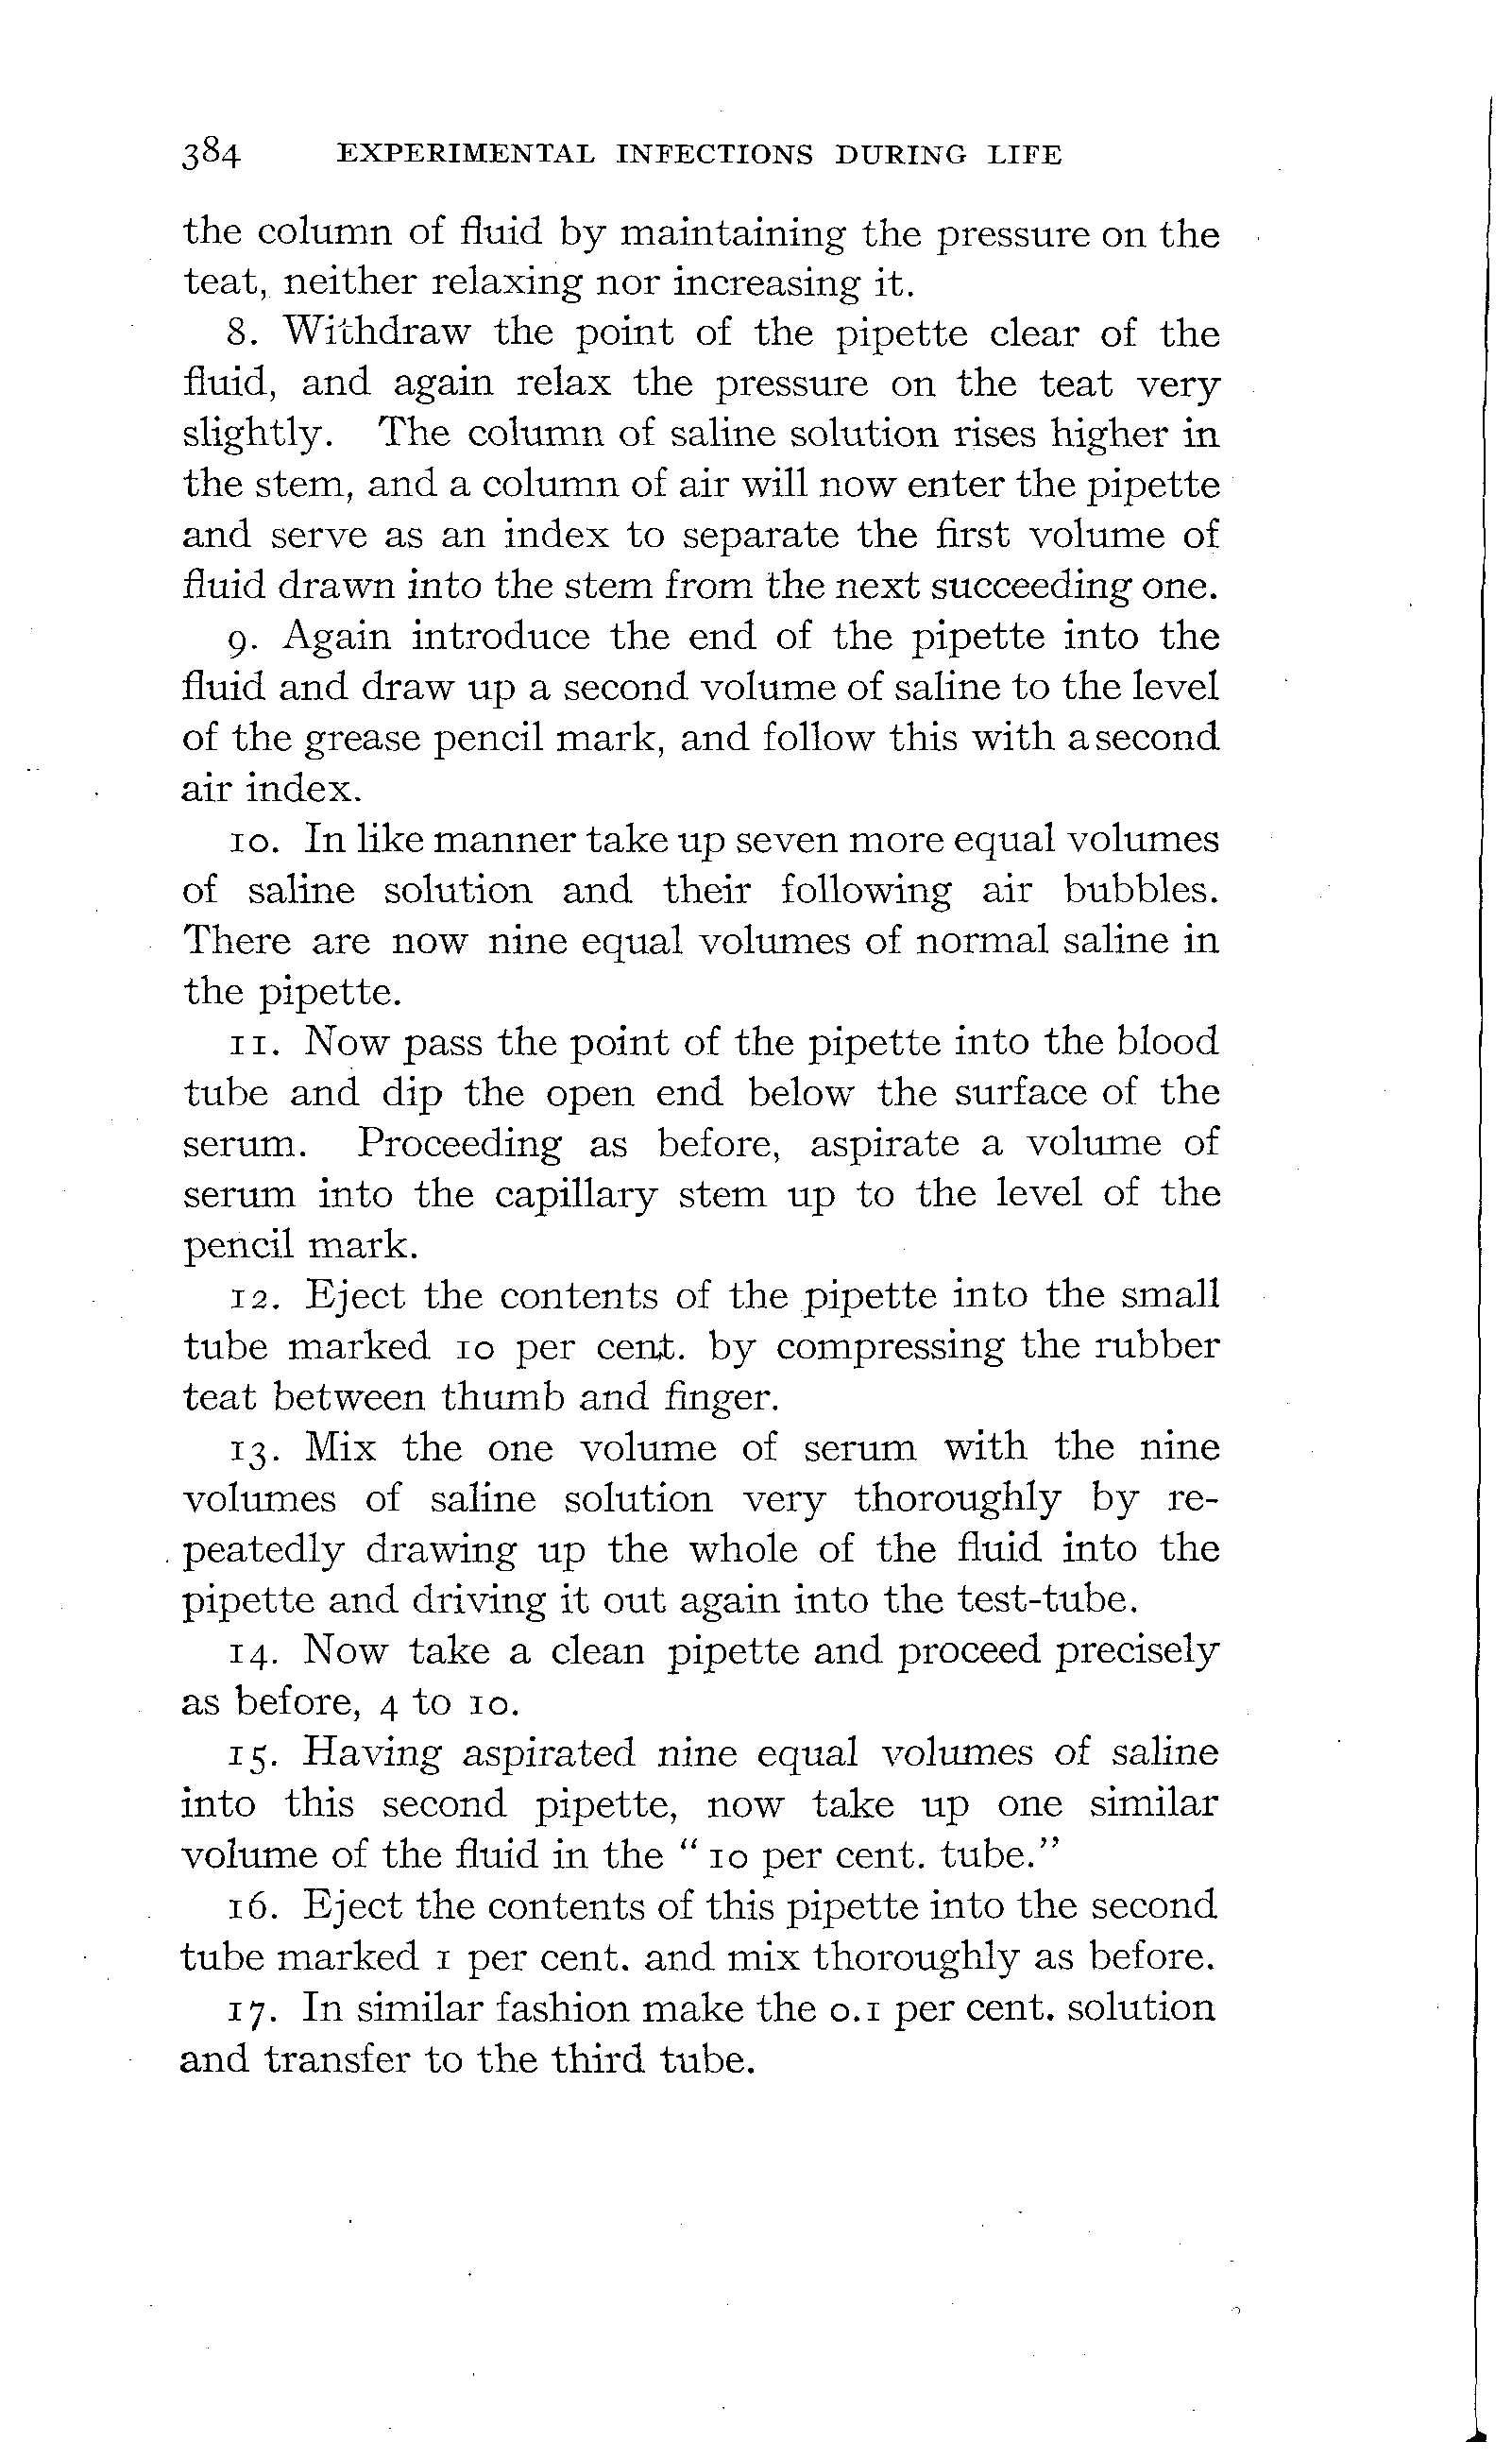 384 EXPERIMENTAL INFECTIONS DURING LIFE
the column of fluid by maintaining the pressure on the
teat, neither relaxing nor increasing it.
8. Withdraw the point of the pipette clear of the
fluid, and again relax the pressure on the teat very
slightly. The column of saline solution rises higher in
the stem, and a column of air will now enter the pipette
and serve as an index to separate the first volume of
fluid drawn into the stem from the next succeeding one.
9. Again introduce the end of the pipette into the
fluid and draw up a second volume of saline to the level
of the grease pencil mark, and follow this with a second
air index.
10. In like manner take up seven more equal volumes
of saline solution and their following air bubbles.
There are now nine equal volumes of normal saline in
the pipette.
11. Now pass the point of the pipette into the blood
tube and dip the open end below the surface of the
serum. Proceeding as before, aspirate a volume of
serum into the capillary stem up to the level of the
pencil mark.
12. Eject the contents of the pipette into the small
tube marked 10 per cent. by compressing the rubber
teat between thumb and finger.
13. Mix the one volume of serum with the nine
volumes of saline solution very thoroughly by re-
peatedly drawing up the whole of the fluid into the
pipette and driving it out again into the test-tube.
14. Now take a clean pipette and proceed precisely
as before, 4 to 10.
15. Having aspirated nine equal volumes of saline
into this second pipette, now take up one similar
volume of the fluid in the "10 per cent. tube."
16. Eject the contents of this pipette into the second
tube marked 1 per cent. and mix thoroughly as before.
17. In similar fashion make the 0.1 per cent. solution
and transfer to the third tube.